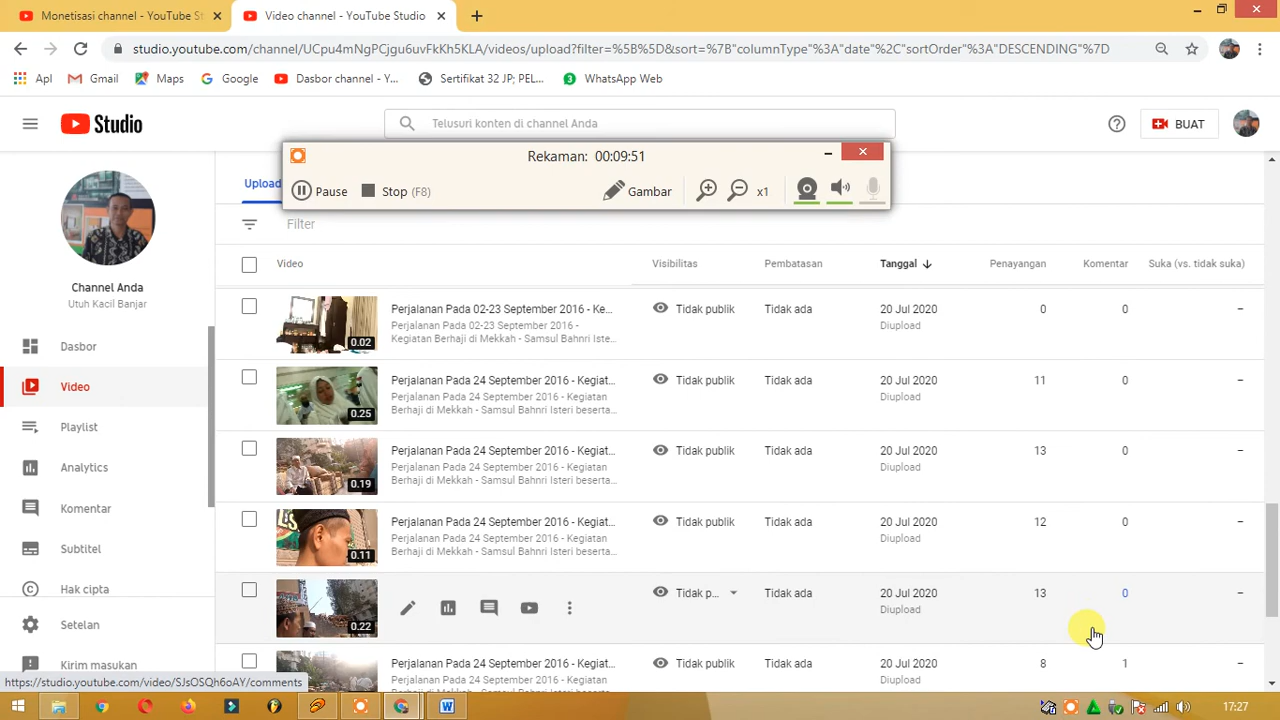 Monetisasi channel - YouTube St
Video channel - YouTube Studio
studio.youtube.com/channel/UCpu4mNgPCjgu6uvFkKh5KLA/videos/upload?filter=%5B%5D&sort=%7B"columnType"%3A"date"%2C"sortOrder"%3A"DESCENDING"%7D
Apl Gmail Maps Google Dasbor channel - Y... Sertifikat 32 JP; PEL... 3 WhatsApp Web
Studio
Telusuri konten di channel Anda
BUAT
Rekaman: 00:09:51
Pause Stop (F8) Gambar x1
Upload
Filter
Video Visibilitas Pembatasan Tanggal Penayangan Komentar Suka (vs. tidak suka)
Channel Anda
Utuh Kacil Banjar
Dasbor
Video
Playlist
Analytics
Komentar
Subtitel
Hak cipta
Setelan
Kirim masukan
0.02
Perjalanan Pada 02-23 September 2016 - Ke... Tidak publik Tidak ada 20 Jul 2020 0 0 –
Perjalanan Pada 02-23 September 2016 - Diupload
Kegiatan Berhaji di Mekkah - Samsul Bahnri Iste...
0.25
Perjalanan Pada 24 September 2016 - Kegiat... Tidak publik Tidak ada 20 Jul 2020 11 0 –
Perjalanan Pada 24 September 2016 - Kegiatan Diupload
Berhaji di Mekkah - Samsul Bahnri Isteri beserta...
0.19
Perjalanan Pada 24 September 2016 - Kegiat... Tidak publik Tidak ada 20 Jul 2020 13 0 –
Perjalanan Pada 24 September 2016 - Kegiatan Diupload
Berhaji di Mekkah - Samsul Bahnri Isteri beserta...
0.11
Perjalanan Pada 24 September 2016 - Kegiat... Tidak publik Tidak ada 20 Jul 2020 12 0 –
Perjalanan Pada 24 September 2016 - Kegiatan Diupload
Berhaji di Mekkah - Samsul Bahnri Isteri beserta...
0.22
Tidak p... Tidak ada 20 Jul 2020 13 0 –
Diupload
Perjalanan Pada 24 September 2016 - Kegiat... Tidak publik Tidak ada 20 Jul 2020 8 1 –
Perjalanan Pada 24 September 2016 - Kegiatan Diupload
https://studio.youtube.com/video/SJsOSQh6oAY/comments
17:27